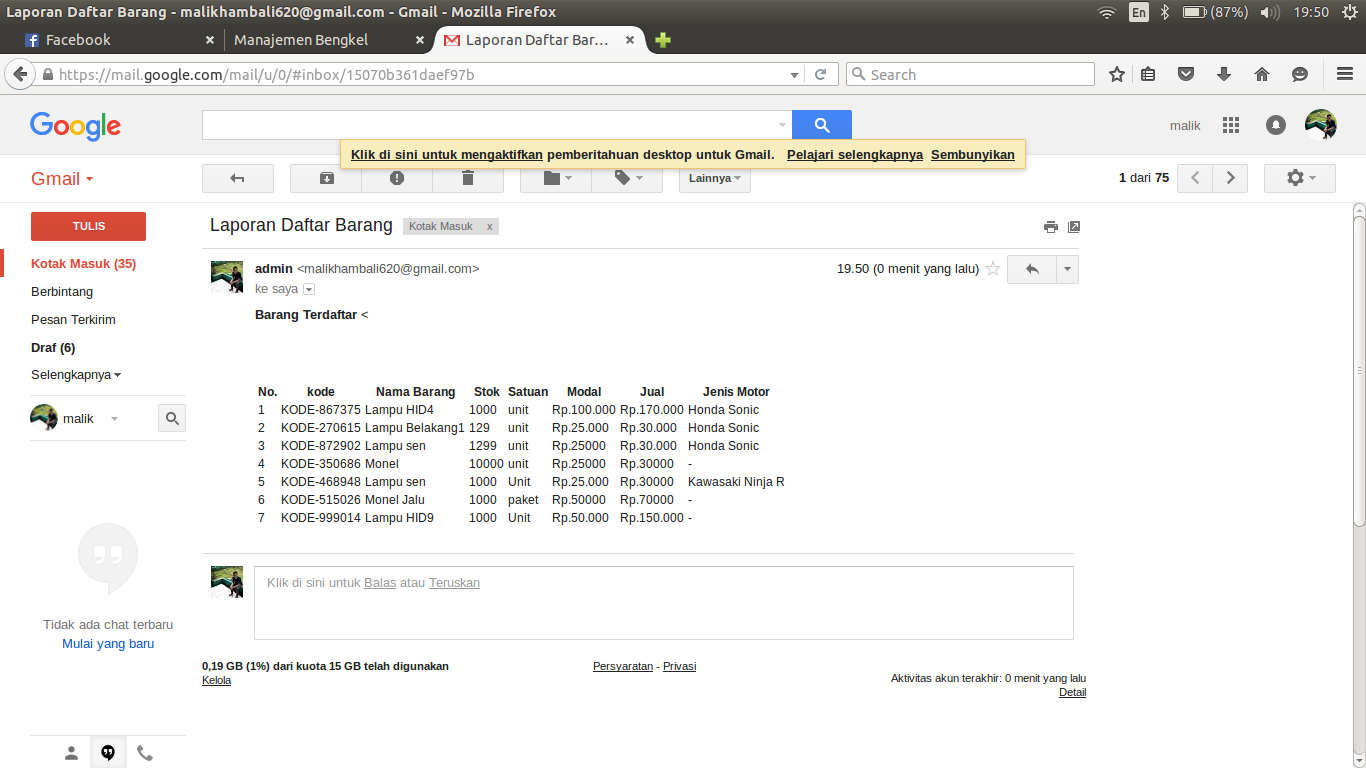 Laporan Daftar Barang - malikhambali620@gmail.com - Gmail - Mozilla Firefox
En (87%) 19:50
Facebook Manajemen Bengkel Laporan Daftar Bar...
https://mail.google.com/mail/u/0/#inbox/15070b361daef97b Search
Google malik
Klik di sini untuk mengaktifkan pemberitahuan desktop untuk Gmail. Pelajari selengkapnya Sembunyikan
Gmail Lainnya 1 dari 75
TULIS
Kotak Masuk (35)
Berbintang
Pesan Terkirim
Draf (6)
Selengkapnya
malik
Tidak ada chat terbaru
Mulai yang baru
Laporan Daftar Barang Kotak Masuk x
admin <malikhambali620@gmail.com> 19.50 (0 menit yang lalu)
ke saya
Barang Terdaftar <
No. kode Nama Barang Stok Satuan Modal Jual Jenis Motor
1 KODE-867375 Lampu HID4 1000 unit Rp.100.000 Rp.170.000 Honda Sonic
2 KODE-270615 Lampu Belakang1 129 unit Rp.25.000 Rp.30.000 Honda Sonic
3 KODE-872902 Lampu sen 1299 unit Rp.25000 Rp.30.000 Honda Sonic
4 KODE-350686 Monel 10000 unit Rp.25000 Rp.30000 -
5 KODE-468948 Lampu sen 1000 Unit Rp.25.000 Rp.30000 Kawasaki Ninja R
6 KODE-515026 Monel Jalu 1000 paket Rp.50000 Rp.70000 -
7 KODE-999014 Lampu HID9 1000 Unit Rp.50.000 Rp.150.000 -
Klik di sini untuk Balas atau Teruskan
0,19 GB (1%) dari kuota 15 GB telah digunakan
Kelola
Persyaratan - Privasi
Aktivitas akun terakhir: 0 menit yang lalu
Detail